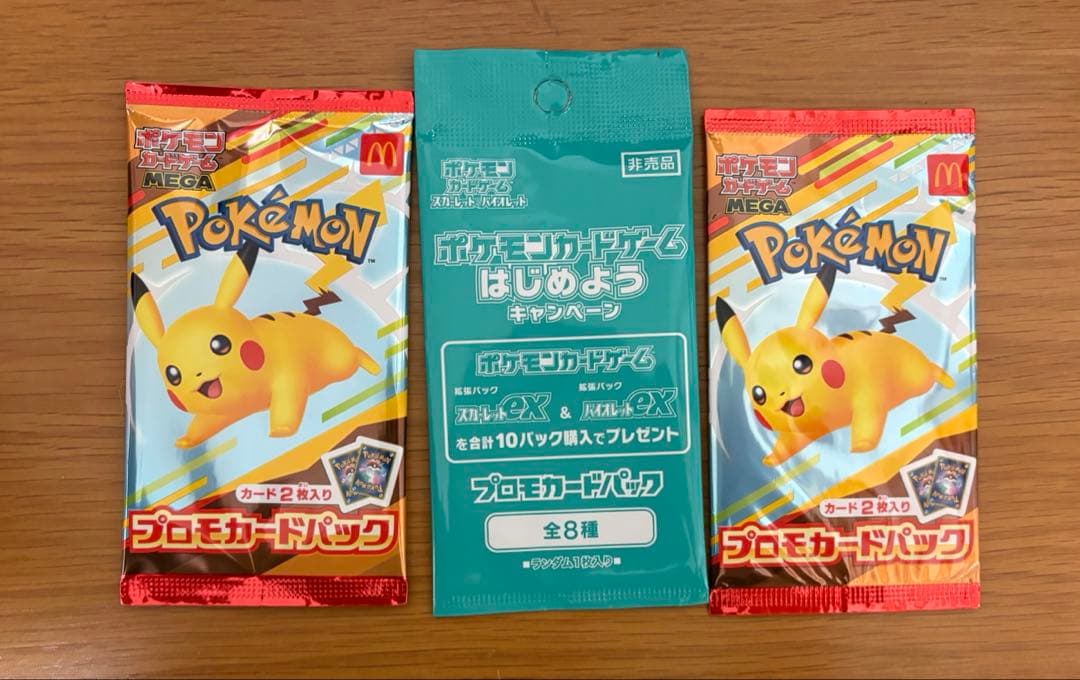 ポケモン
カードゲーム
MEGA
M
POKÉMON
TM
カード2枚入り
プロモカードパック
非売品
ポケモン
カードゲーム
スカーレット バイオレット
ポケモンカードゲーム
はじめよう
キャンペーン
ポケモンカードゲーム
拡張パック 拡張パック
スカーレットex & バイオレットex
を合計10パック購入でプレゼント
プロモカードパック
全8種
■ランダム1枚入り■
ポケモン
カードゲーム
MEGA
M
POKÉMON
TM
カード2枚入り
プロモカードパック